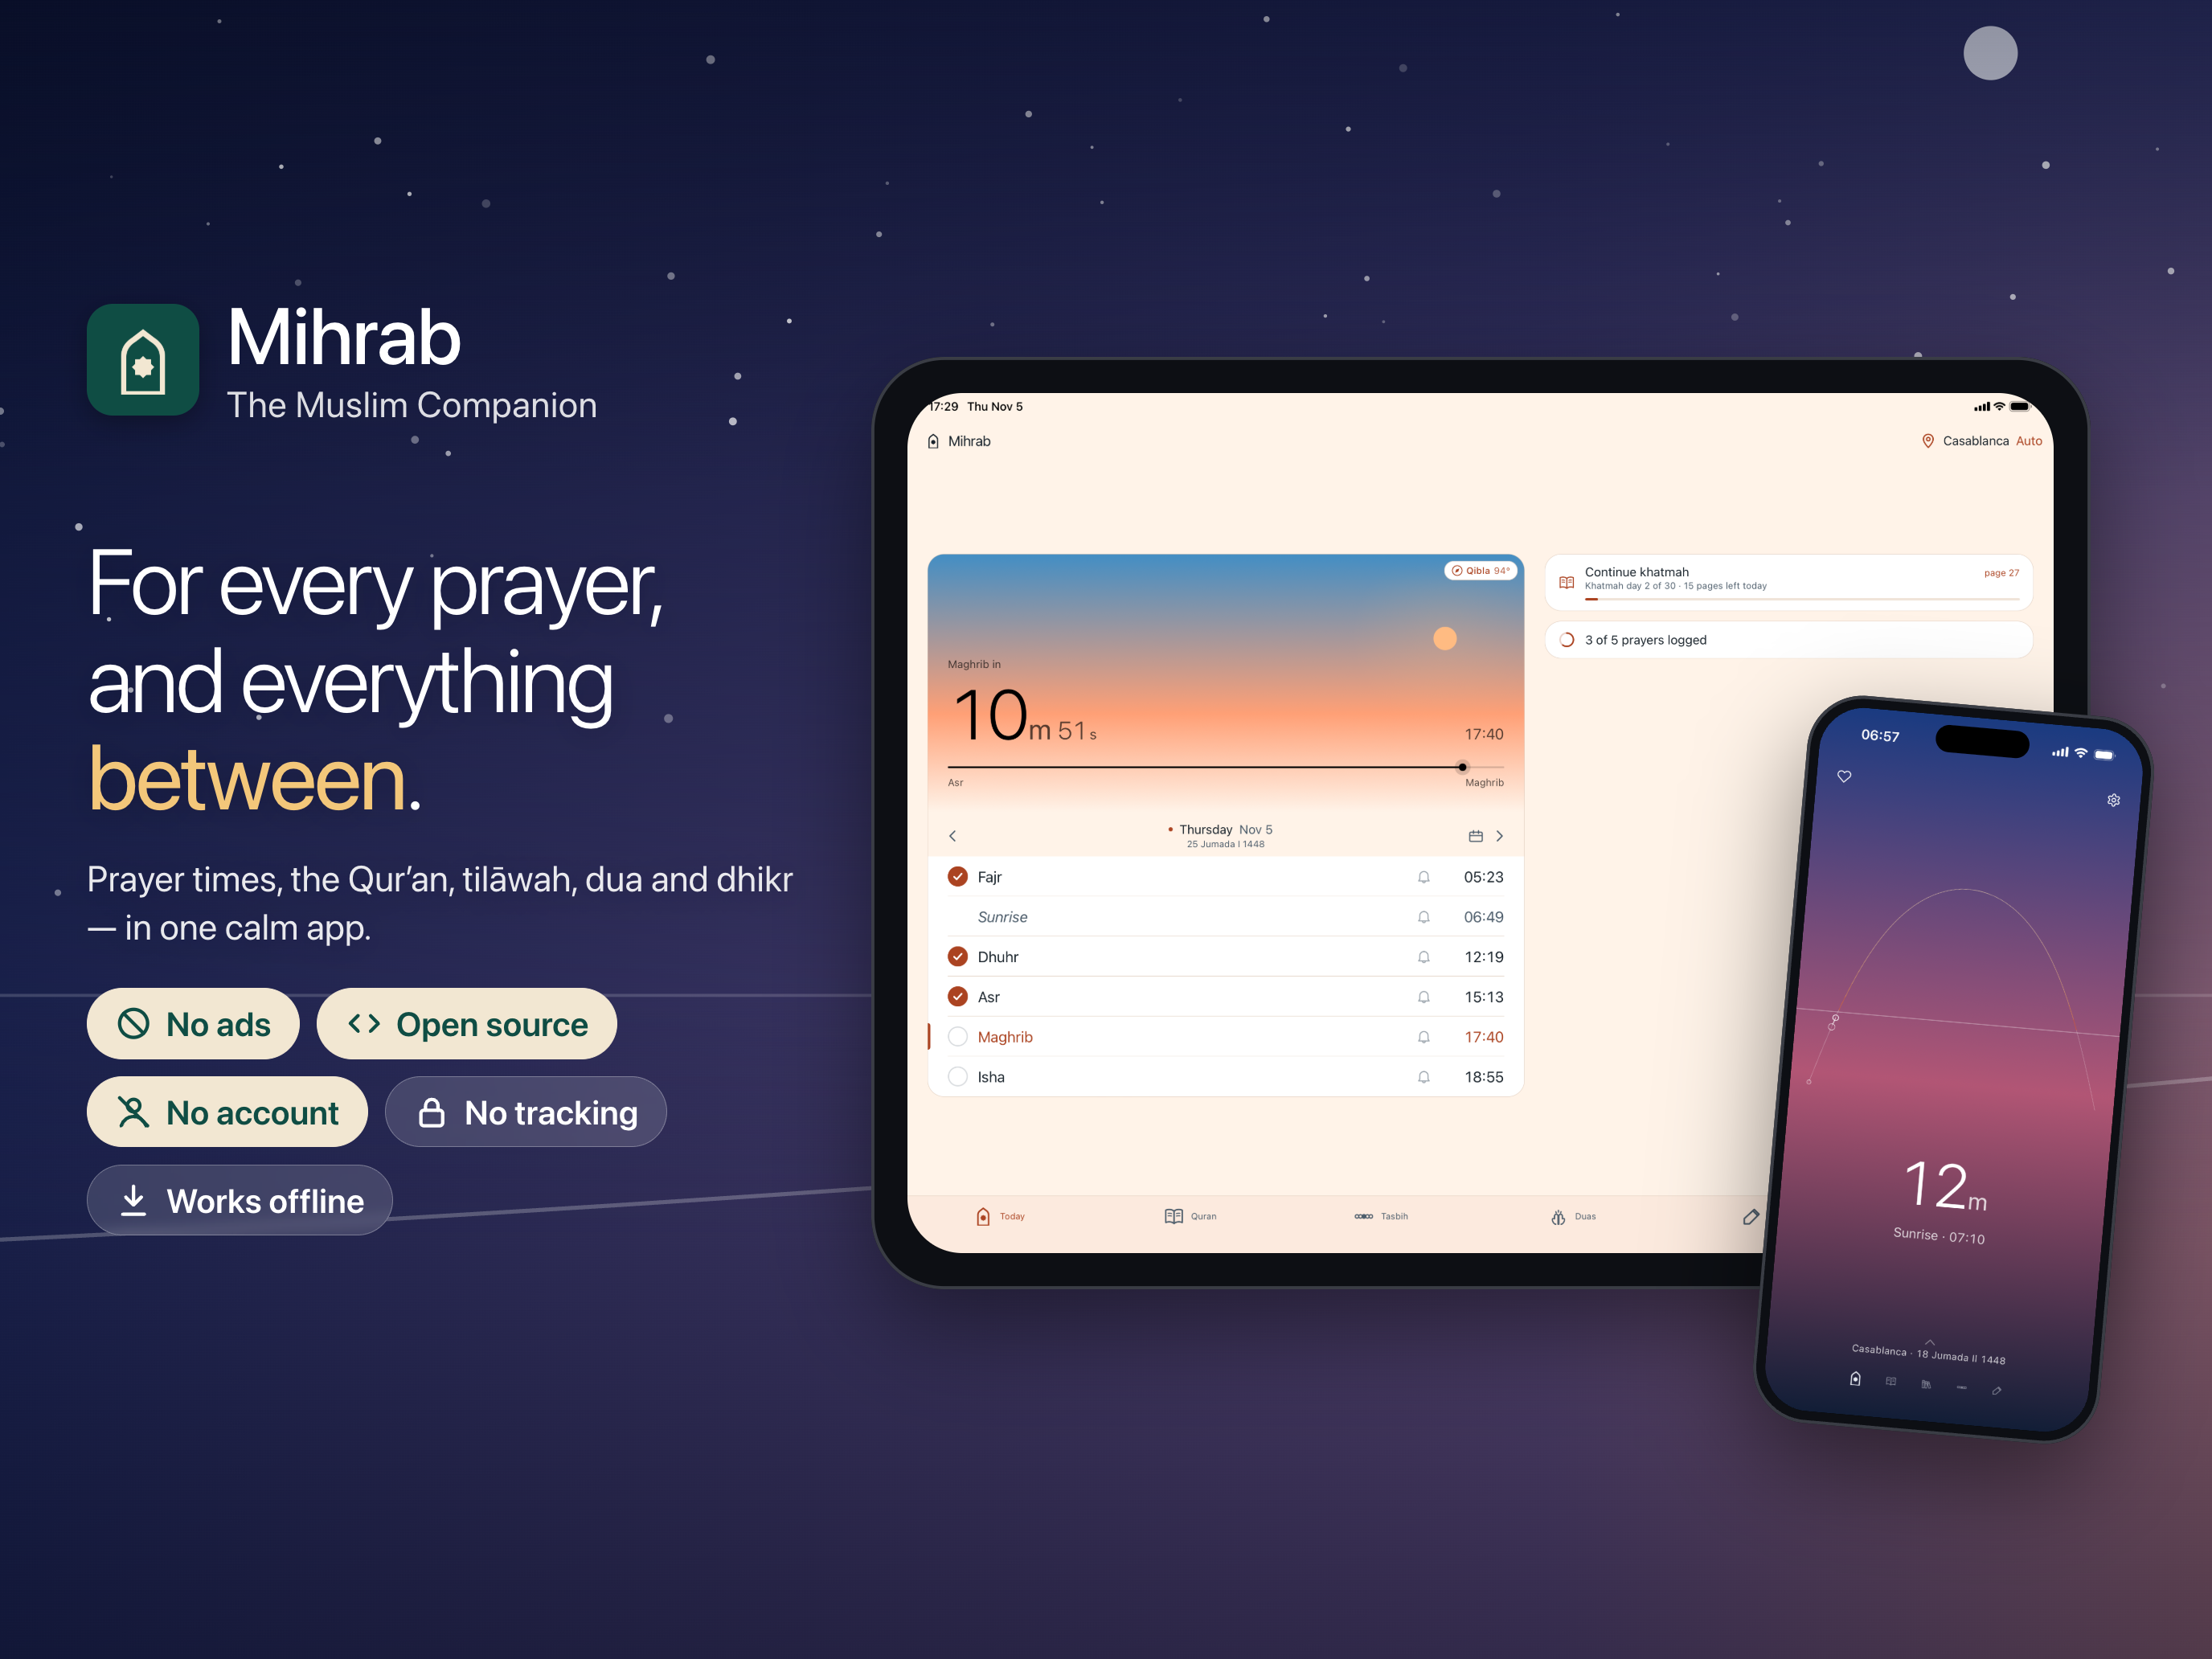 Mihrab
The Muslim Companion
For every prayer,
and everything
between.
Prayer times, the Qur’an, tilāwah, dua and dhikr
— in one calm app.
No ads
Open source
No account
No tracking
Works offline
17:29 Thu Nov 5
Mihrab
Casablanca Auto
Qibla 94°
Maghrib in
10m 51s
17:40
Asr
Maghrib
Thursday Nov 5
25 Jumada I 1448
Fajr 05:23
Sunrise 06:49
Dhuhr 12:19
Asr 15:13
Maghrib 17:40
Isha 18:55
Continue khatmah
page 27
Khatmah day 2 of 30 · 15 pages left today
3 of 5 prayers logged
Today
Quran
Tasbih
Duas
06:57
12m
Sunrise · 07:10
Casablanca · 18 Jumada II 1448